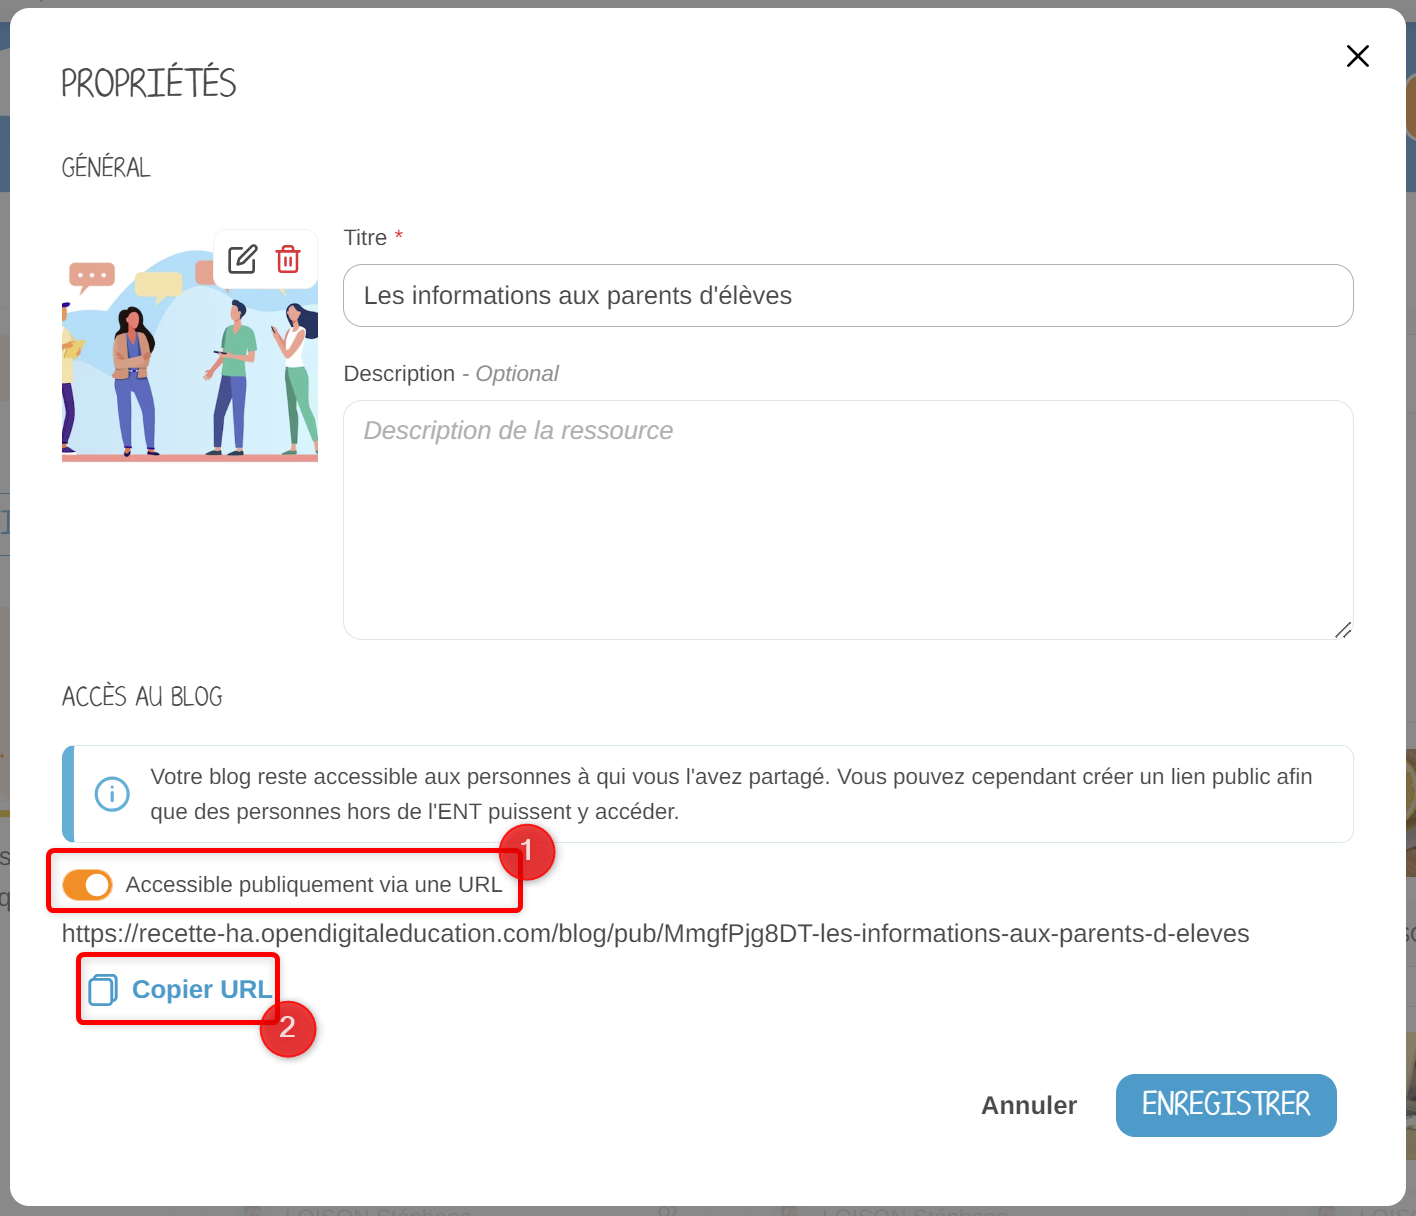 PROPRIÉTÉS
GÉNÉRAL
Titre *
Les informations aux parents d'élèves
Description - Optional
Description de la ressource
ACCÈS AU BLOG
Votre blog reste accessible aux personnes à qui vous l'avez partagé. Vous pouvez cependant créer un lien public afin
que des personnes hors de l'ENT puissent y accéder.
1
Accessible publiquement via une URL
https://recette-ha.opendigitaleducation.com/blog/pub/MmgfPjg8DT-les-informations-aux-parents-d-eleves
Copier URL
2
Annuler
ENREGISTRER